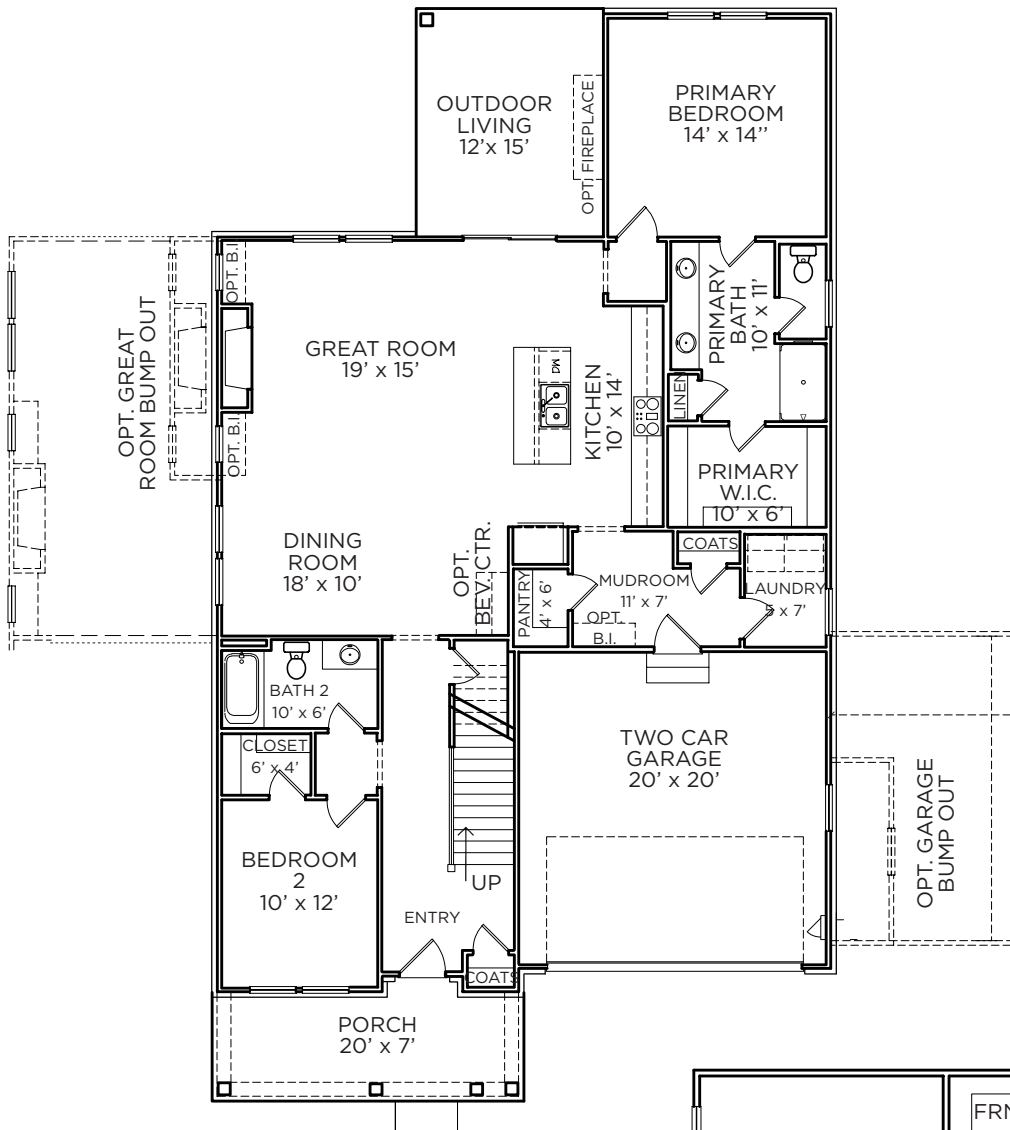 OUTDOOR
LIVING
12'x 15'
OPT. FIREPLACE
PRIMARY
BEDROOM
14' x 14''
OPT. B.I.
OPT. GREAT
ROOM BUMP OUT
GREAT ROOM
19' x 15'
OPT. B.I.
KITCHEN
10' x 14'
PRIMARY
BATH
10' x 11'
LINEN
PRIMARY
W.I.C.
10' x 6'
DINING
ROOM
18' x 10'
OPT.
BEV. CTR.
PANTRY
4' x 6'
MUDROOM
11' x 7'
OPT.
B.I.
COATS
LAUNDRY
5 x 7'
BATH 2
10' x 6'
CLOSET
6' x 4'
BEDROOM
2
10' x 12'
UP
ENTRY
COATS
TWO CAR
GARAGE
20' x 20'
OPT. GARAGE
BUMP OUT
PORCH
20' x 7'